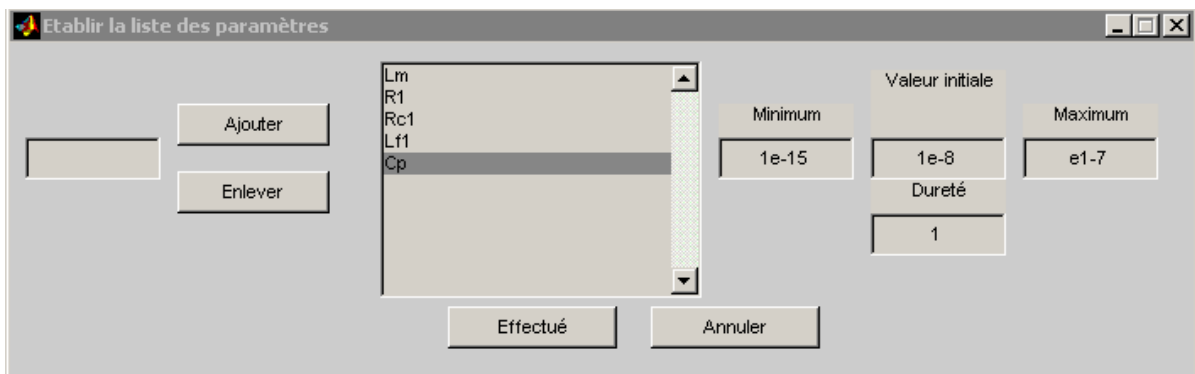 Etablir la liste des paramètres
Ajouter
Enlever
Lm
R1
Rc1
Lf1
Cp
Minimum
1e-15
Valeur initiale
1e-8
Dureté
1
Maximum
e1-7
Effectué
Annuler